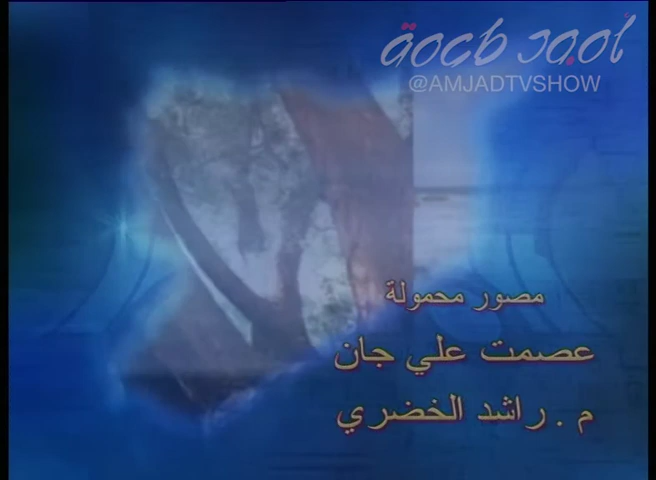 @AMJADTVSHOW
مصور محمولة
عصمت علي جان
م . راشد الخضري